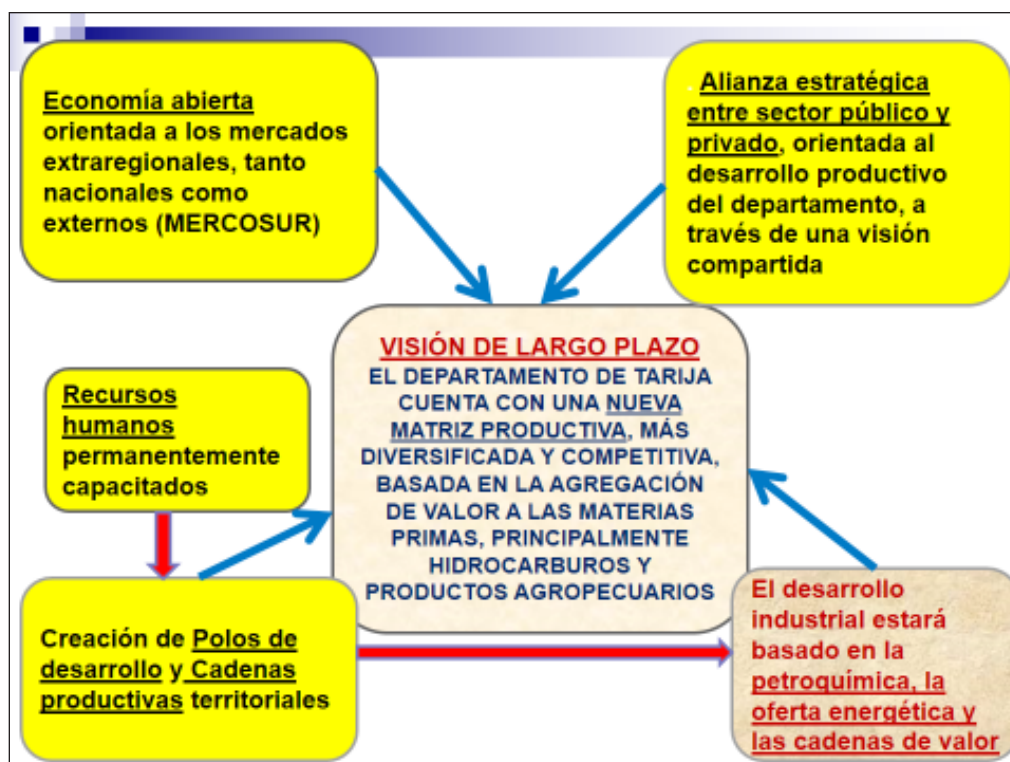 Economía abierta
orientada a los mercados
extraregionales, tanto
nacionales como
externos (MERCOSUR)
. Alianza estratégica
entre sector público y
privado, orientada al
desarrollo productivo
del departamento, a
través de una visión
compartida
VISIÓN DE LARGO PLAZO
EL DEPARTAMENTO DE TARIJA
CUENTA CON UNA NUEVA
MATRIZ PRODUCTIVA, MÁS
DIVERSIFICADA Y COMPETITIVA,
BASADA EN LA AGREGACIÓN
DE VALOR A LAS MATERIAS
PRIMAS, PRINCIPALMENTE
HIDROCARBUROS Y
PRODUCTOS AGROPECUARIOS
Recursos
humanos
permanentemente
capacitados
Creación de Polos de
desarrollo y Cadenas
productivas territoriales
El desarrollo
industrial estará
basado en la
petroquímica, la
oferta energética y
las cadenas de valor